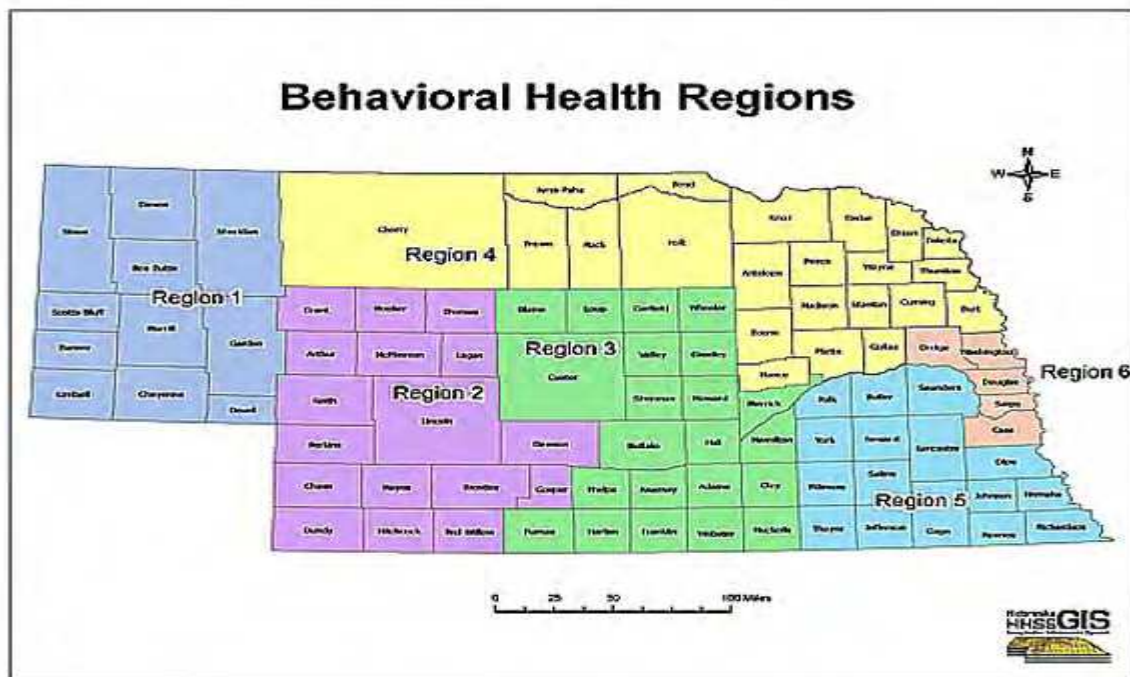 Behavioral Health Regions
N
W E
S
Sioux
Dawes
Sheridan
Cherry
Keya Paha
Boyd
Brown
Rock
Holt
Knox
Cedar
Dixon
Dakota
Region 4
Box Butte
Antelope
Pierce
Wayne
Thurston
Region 1
Scotts Bluff
Morrill
Garden
Grant
Hooker
Thomas
Blaine
Loup
Garfield
Wheeler
Madison
Stanton
Cuming
Burt
Banner
Arthur
McPherson
Logan
Region 3
Custer
Valley
Greeley
Boone
Platte
Colfax
Dodge
Washington
Kimball
Cheyenne
Deuel
Keith
Region 2
Lincoln
Sherman
Howard
Nance
Merrick
Polk
Butler
Saunders
Douglas
Region 6
Sarpy
Perkins
Dawson
Buffalo
Hall
Hamilton
York
Seward
Lancaster
Cass
Chase
Hayes
Frontier
Gosper
Phelps
Kearney
Adams
Clay
Fillmore
Saline
Otoe
Region 5
Johnson
Nemaha
Dundy
Hitchcock
Red Willow
Furnas
Harlan
Franklin
Webster
Nuckolls
Thayer
Jefferson
Gage
Pawnee
Richardson
0 25 50 100 Miles
Nebraska
HHSS GIS